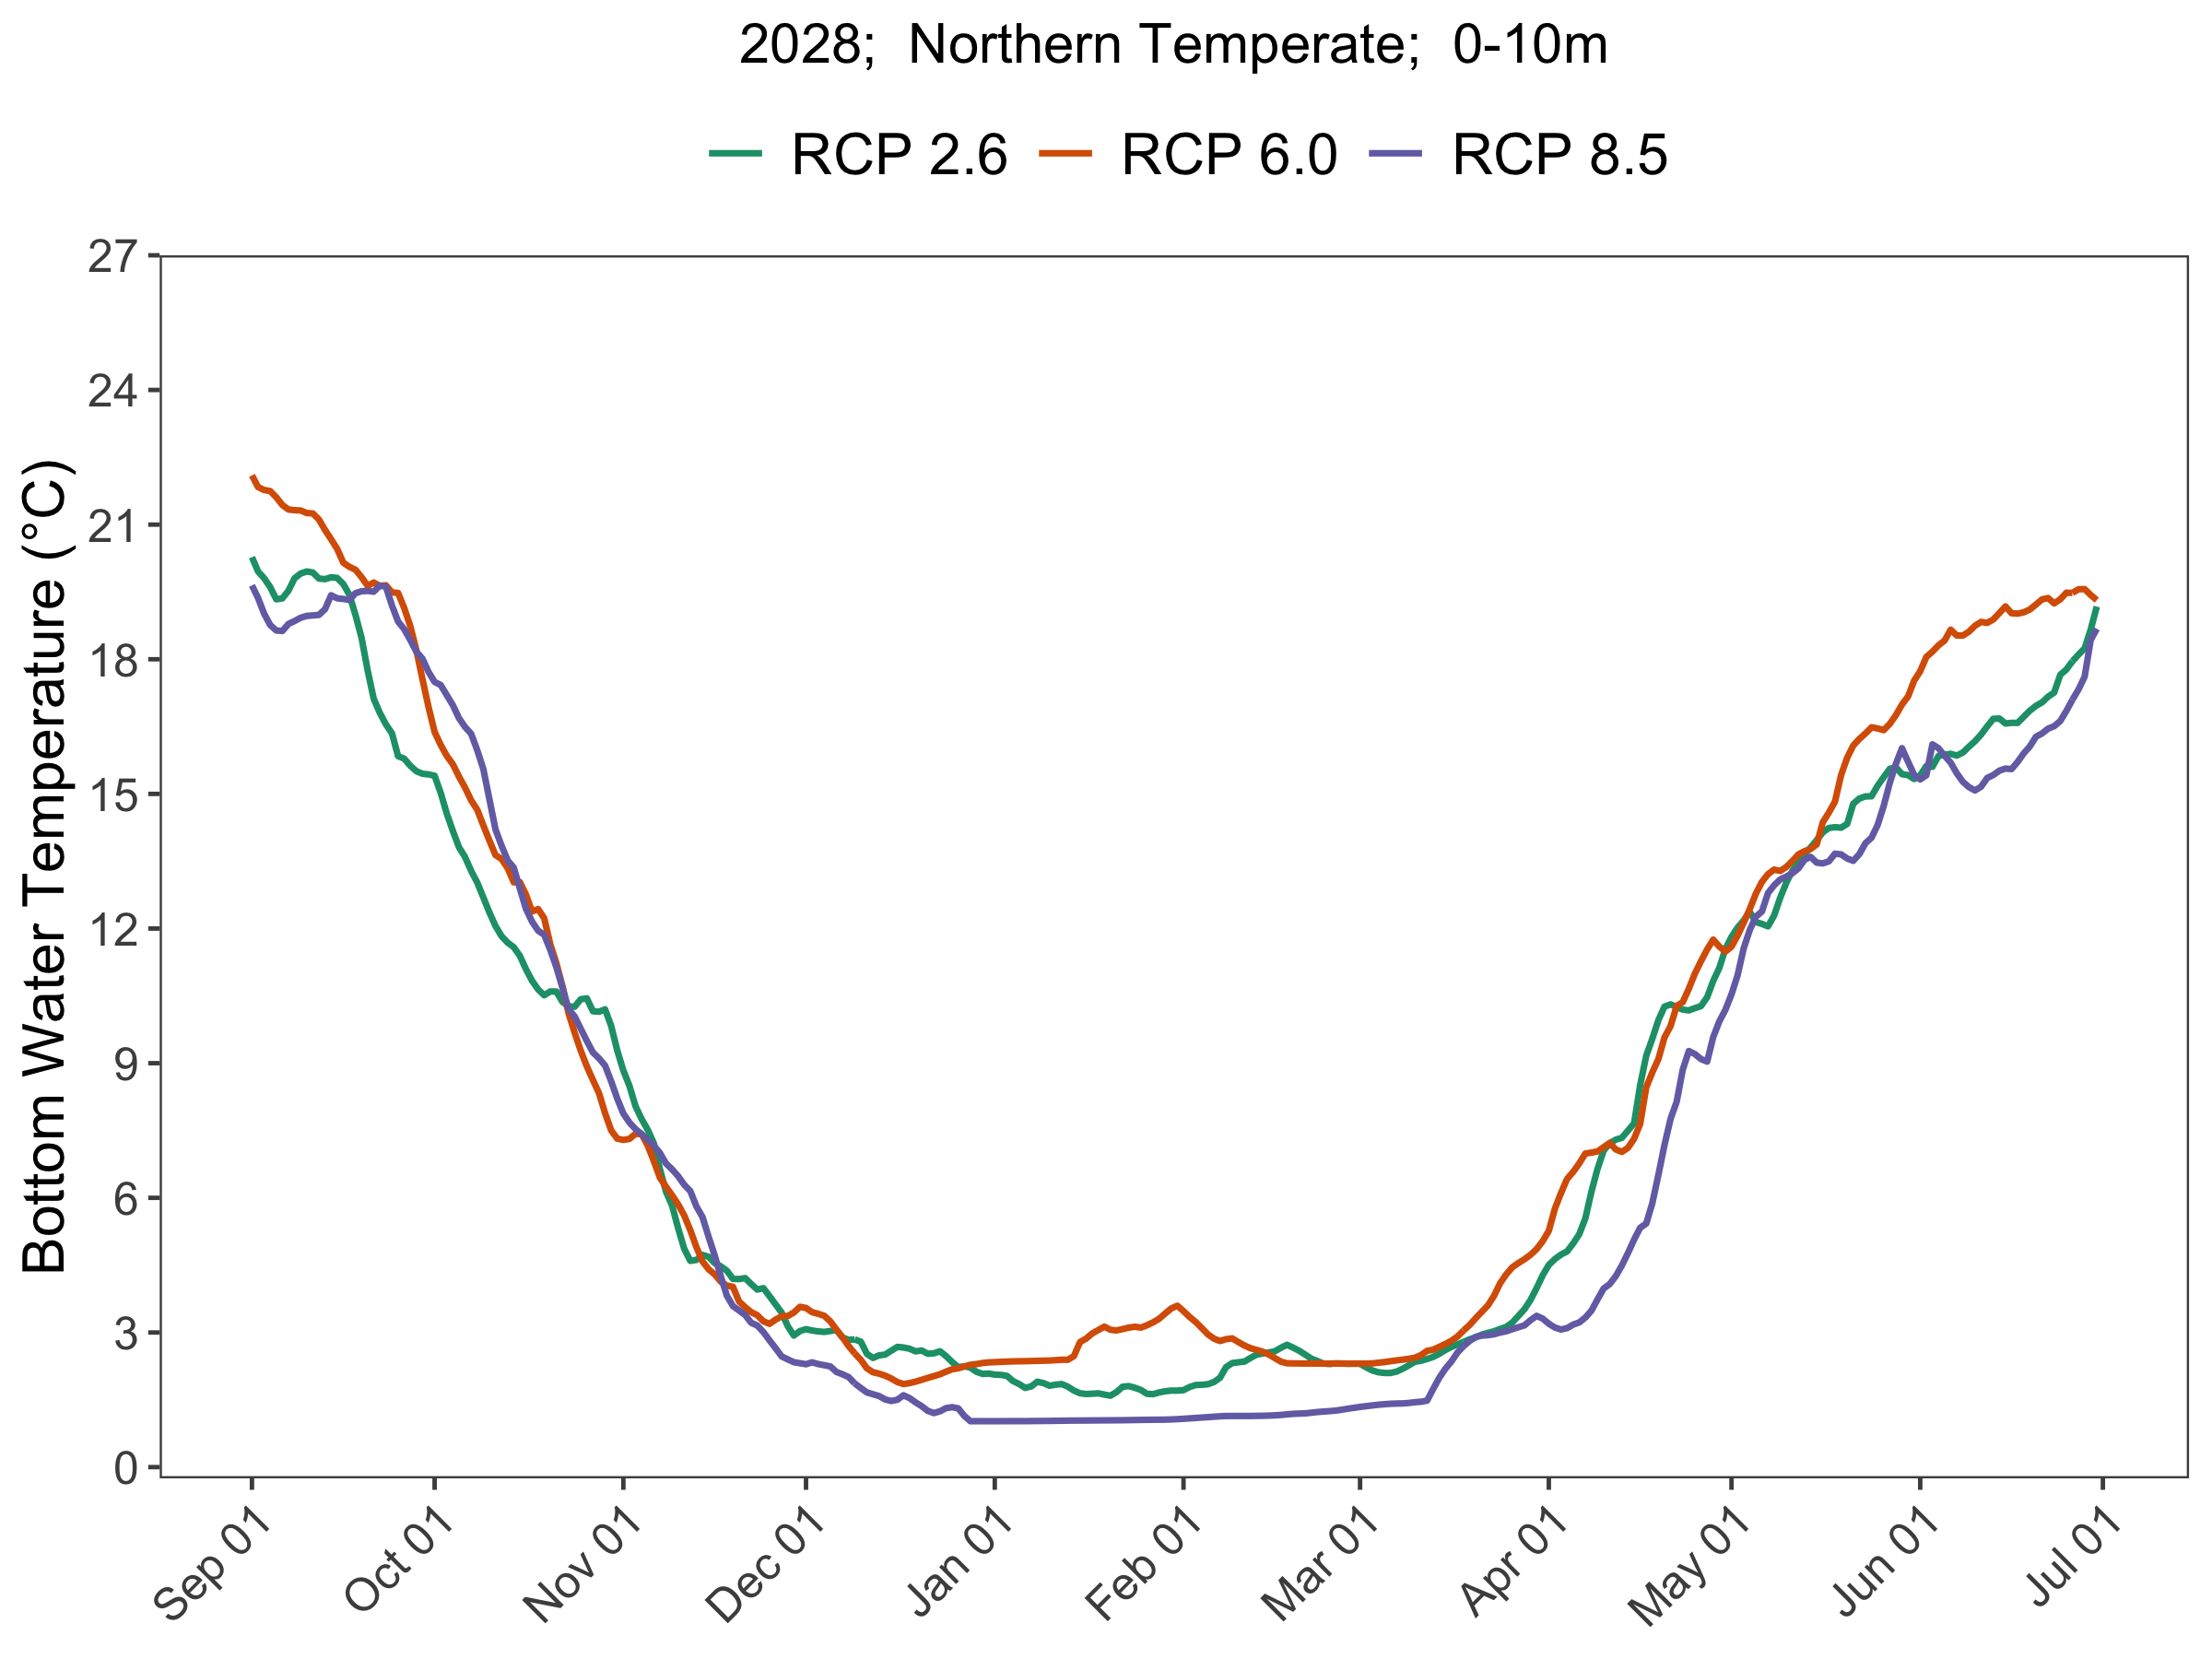 2028;  Northern Temperate;  0-10m
RCP 2.6 RCP 6.0 RCP 8.5
Bottom Water Temperature (°C)
27
24
21
18
15
12
9
6
3
0
Sep 01 Oct 01 Nov 01 Dec 01 Jan 01 Feb 01 Mar 01 Apr 01 May 01 Jun 01 Jul 01